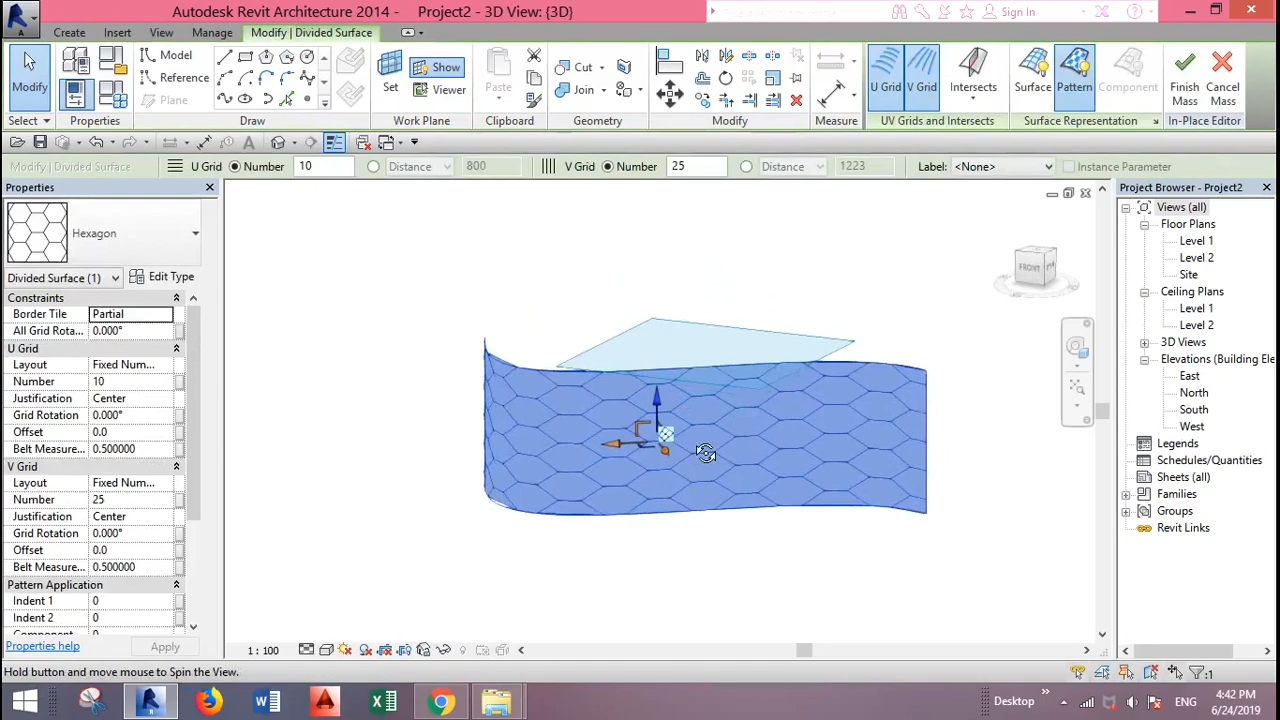 Autodesk Revit Architecture 2014 - Project2 - 3D View: {3D}
Sign In
Create Insert View Manage Modify | Divided Surface
Modify
Select
Properties
Model
Reference
Plane
Draw
Set
Show
Viewer
Work Plane
Paste
Clipboard
Cut
Join
Geometry
Modify
Measure
U Grid
V Grid
Intersects
UV Grids and Intersects
Surface
Pattern
Component
Surface Representation
Finish
Mass
Cancel
Mass
In-Place Editor
Modify | Divided Surface U Grid Number 10 Distance 800 V Grid Number 25 Distance 1223 Label: <None> Instance Parameter
Properties
Hexagon
Divided Surface (1) Edit Type
Constraints
Border Tile Partial
All Grid Rota... 0.000°
U Grid
Layout Fixed Num...
Number 10
Justification Center
Grid Rotation 0.000°
Offset 0.0
Belt Measure... 0.500000
V Grid
Layout Fixed Num...
Number 25
Justification Center
Grid Rotation 0.000°
Offset 0.0
Belt Measure... 0.500000
Pattern Application
Indent 1 0
Indent 2 0
Properties help Apply
FRONT
1 : 100
Project Browser - Project2
Views (all)
Floor Plans
Level 1
Level 2
Site
Ceiling Plans
Level 1
Level 2
3D Views
Elevations (Building Ele
East
North
South
West
Legends
Schedules/Quantities
Sheets (all)
Families
Groups
Revit Links
Hold button and move mouse to Spin the View.
:1
Desktop
ENG
4:42 PM
6/24/2019